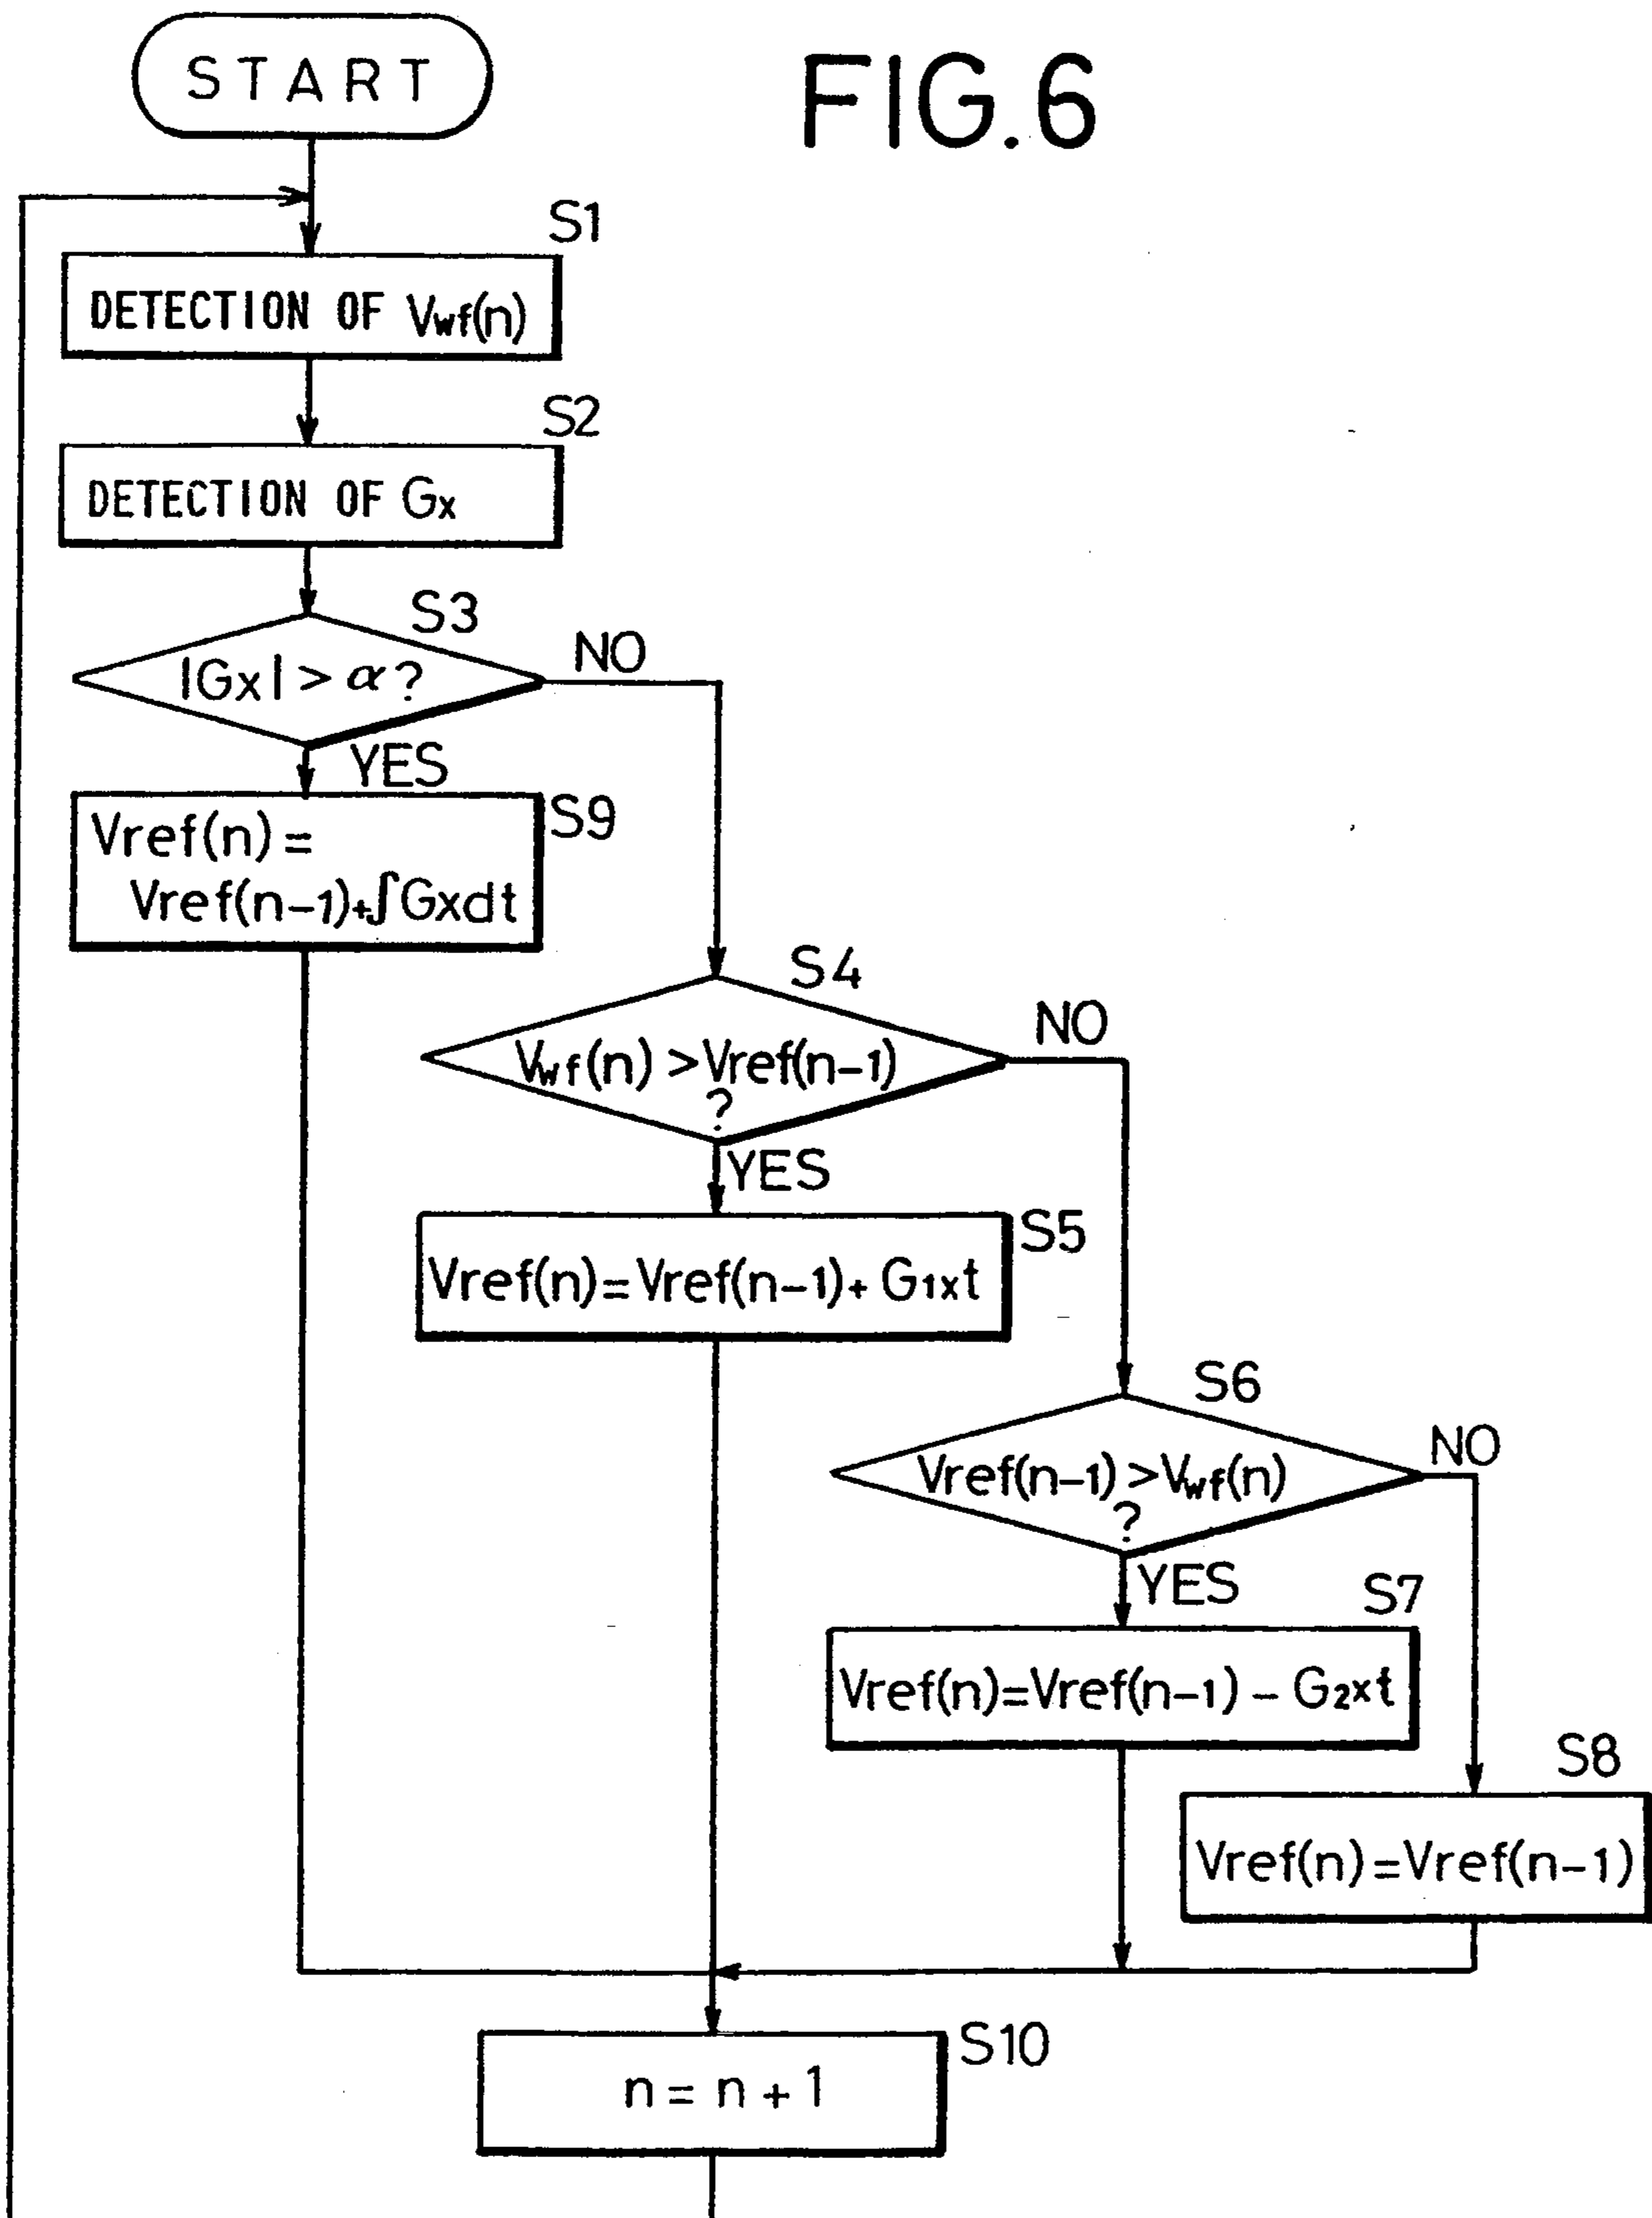 START
FIG.6
S1
DETECTION OF Vwf(n)
S2
DETECTION OF Gx
S3
|Gx| > α?
NO
YES
S9
Vref(n) =
Vref(n-1)+∫Gxdt
S4
Vwf(n) > Vref(n-1)
?
NO
YES
S5
Vref(n) = Vref(n-1) + G1xt
S6
Vref(n-1) > Vwf(n)
?
NO
YES
S7
Vref(n) = Vref(n-1) - G2xt
S8
Vref(n) = Vref(n-1)
S10
n = n + 1